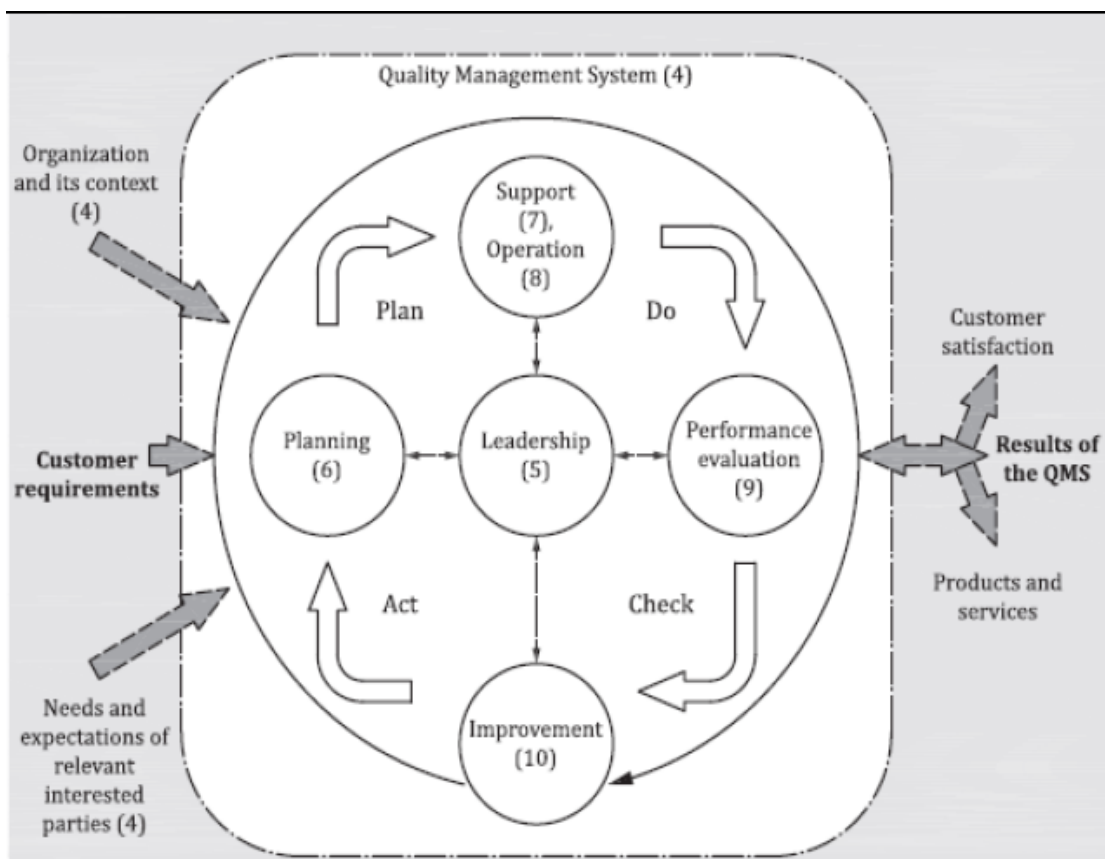 Quality Management System (4)
Organization
and its context
(4)
Support
(7),
Operation
(8)
Plan
Do
Customer
satisfaction
Planning
(6)
Leadership
(5)
Performance
evaluation
(9)
Customer
requirements
Results of
the QMS
Act
Check
Products and
services
Needs and
expectations of
relevant
interested
parties (4)
Improvement
(10)